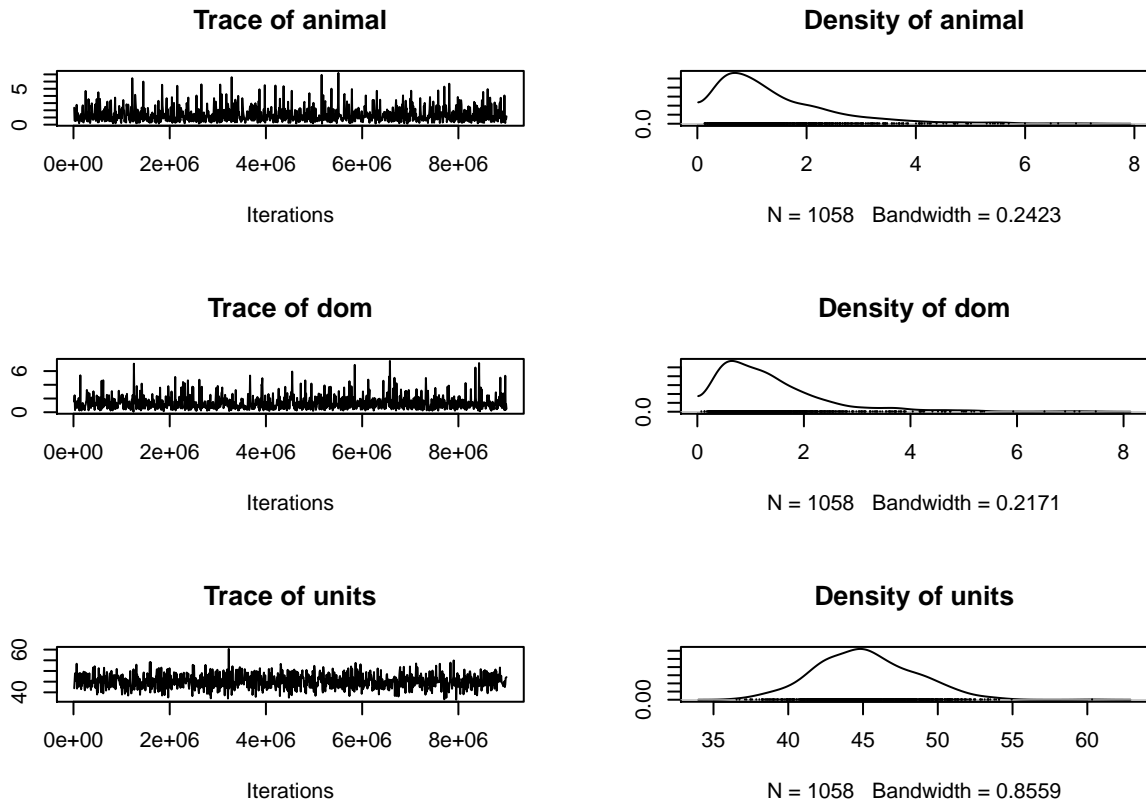 Trace of animal
0 5
0e+00 2e+06 4e+06 6e+06 8e+06
Iterations
Density of animal
0.0
0 2 4 6 8
N = 1058 Bandwidth = 0.2423
Trace of dom
0 6
0e+00 2e+06 4e+06 6e+06 8e+06
Iterations
Density of dom
0.0
0 2 4 6 8
N = 1058 Bandwidth = 0.2171
Trace of units
40 60
0e+00 2e+06 4e+06 6e+06 8e+06
Iterations
Density of units
0.00
35 40 45 50 55 60
N = 1058 Bandwidth = 0.8559